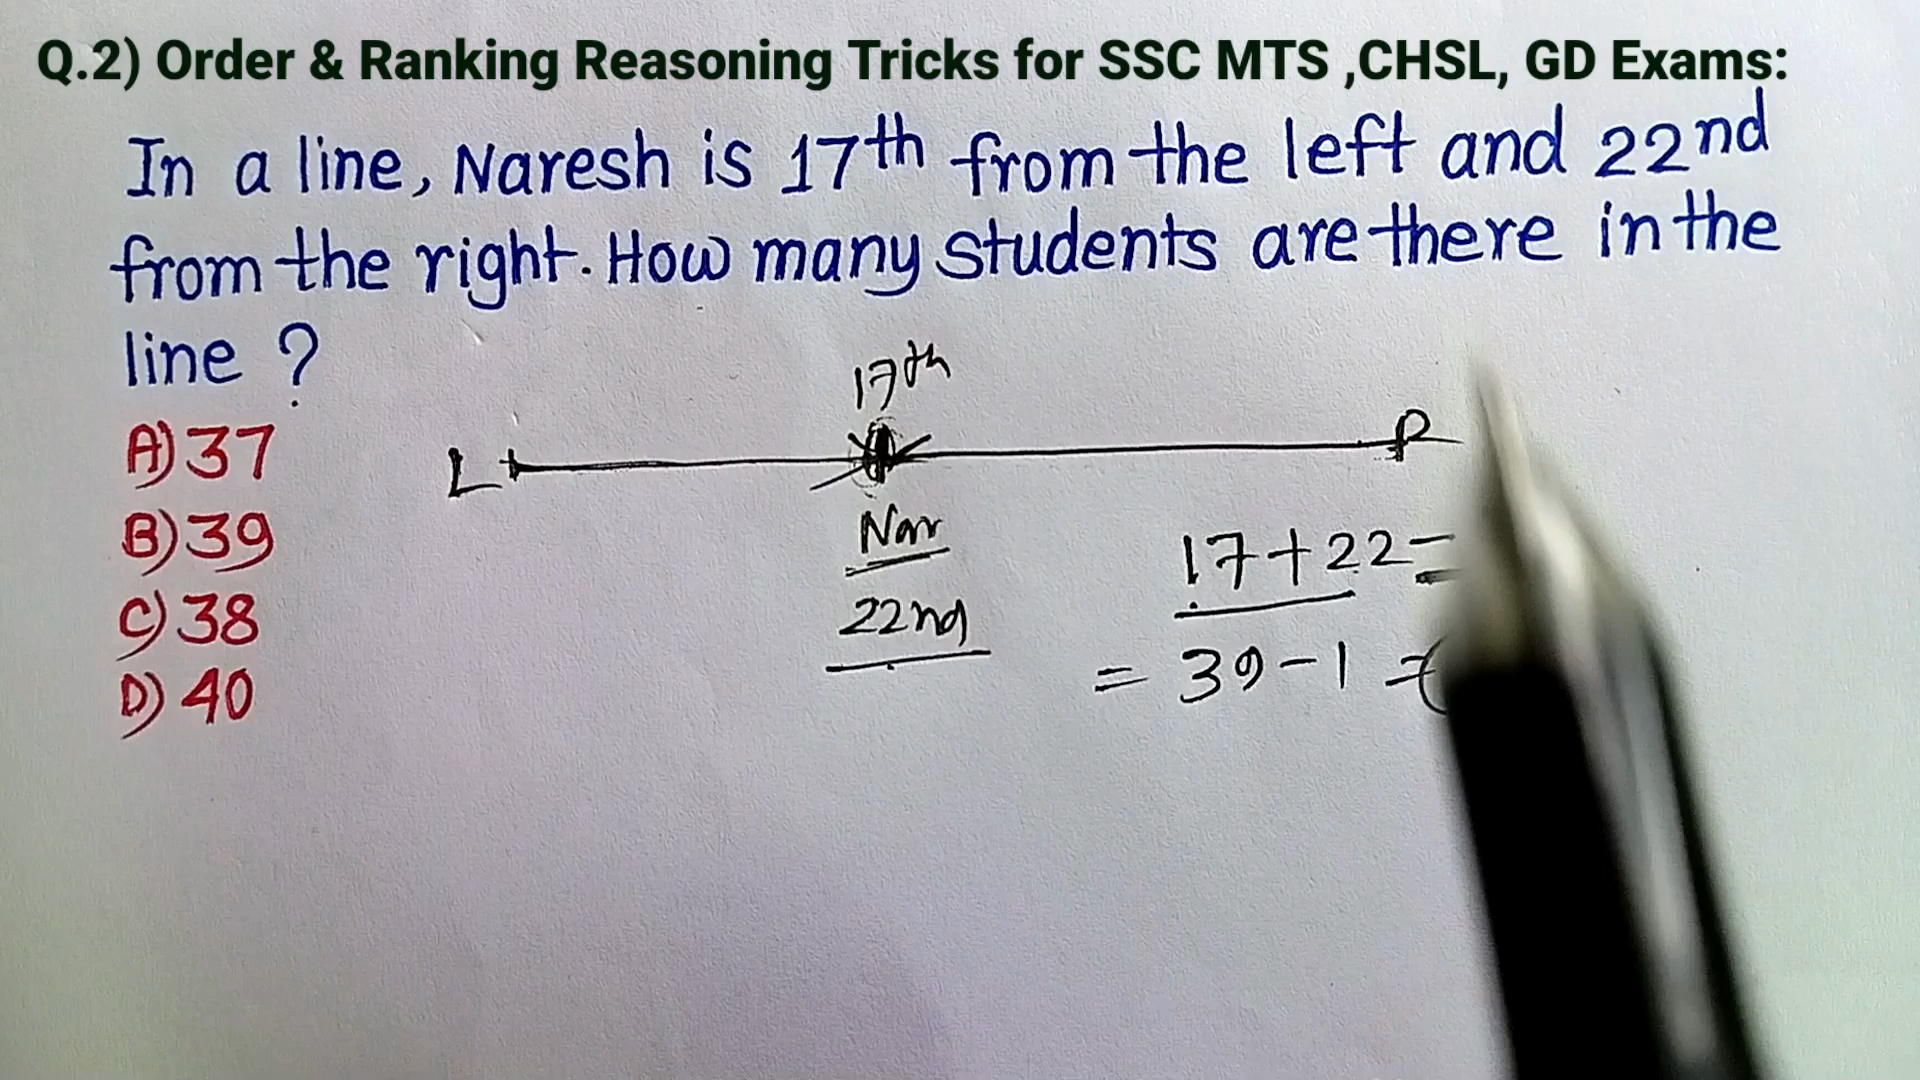 Q.2) Order & Ranking Reasoning Tricks for SSC MTS ,CHSL, GD Exams:
In a line, Naresh is 17th from the left and 22nd
from the right. How many students are there in the
line ?
A) 37
B) 39
C) 38
D) 40
17th
L R
Nar
22nd
17+22=
= 39-1 =